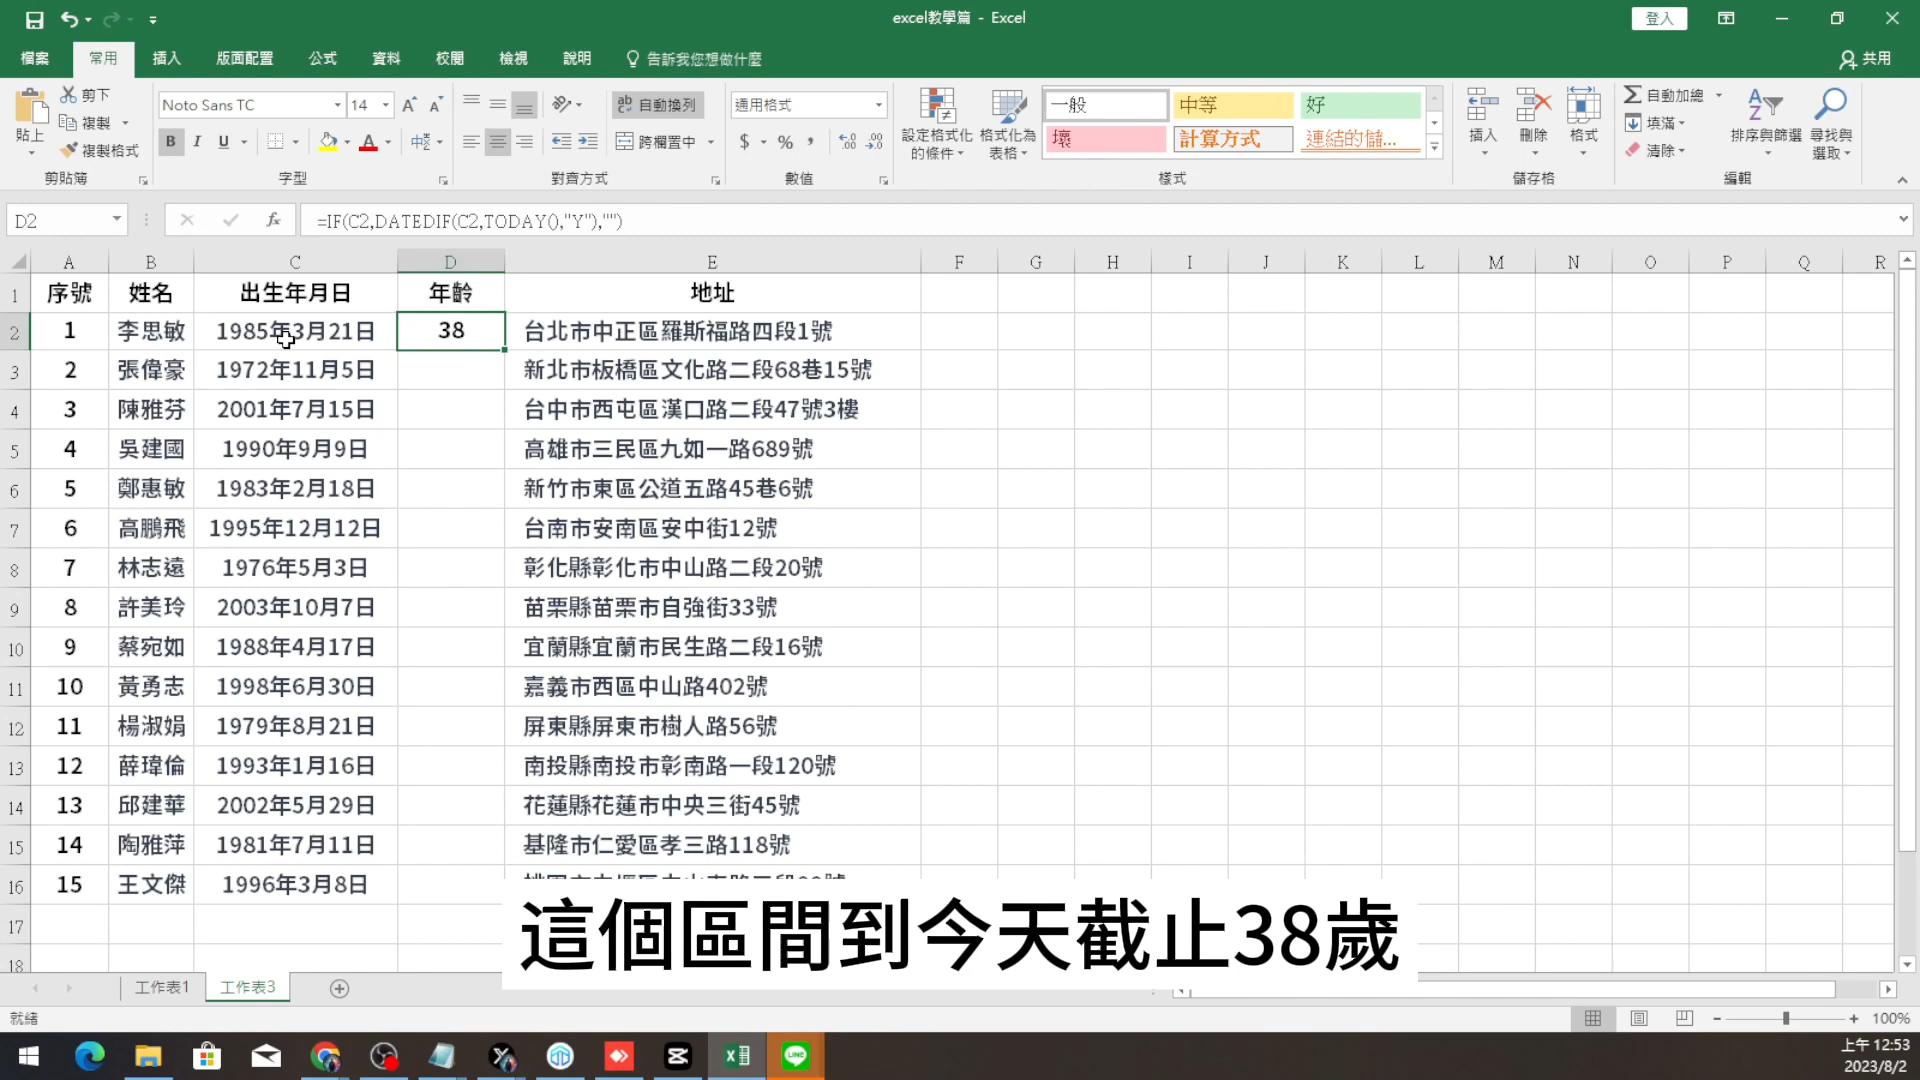 excel教學篇 - Excel
登入
檔案 常用 插入 版面配置 公式 資料 校閱 檢視 說明 告訴我您想做什麼 共用
貼上 剪下 複製 複製格式 剪貼簿
Noto Sans TC 14
B I U A 中 字型
自動換列 跨欄置中 對齊方式
通用格式 $ % , 數值
設定格式化的條件 格式化為表格
一般 中等 好
壞 計算方式 連結的儲...
樣式
插入 刪除 格式 儲存格
自動加總 填滿 清除 排序與篩選 尋找與選取 編輯
D2 fx =IF(C2,DATEDIF(C2,TODAY(),"Y"),"")
A B C D E F G H I J K L M N O P Q R
1 序號 姓名 出生年月日 年齡 地址
2 1 李思敏 1985年3月21日 38 台北市中正區羅斯福路四段1號
3 2 張偉豪 1972年11月5日 新北市板橋區文化路二段68巷15號
4 3 陳雅芬 2001年7月15日 台中市西屯區漢口路二段47號3樓
5 4 吳建國 1990年9月9日 高雄市三民區九如一路689號
6 5 鄭惠敏 1983年2月18日 新竹市東區公道五路45巷6號
7 6 高鵬飛 1995年12月12日 台南市安南區安中街12號
8 7 林志遠 1976年5月3日 彰化縣彰化市中山路二段20號
9 8 許美玲 2003年10月7日 苗栗縣苗栗市自強街33號
10 9 蔡宛如 1988年4月17日 宜蘭縣宜蘭市民生路二段16號
11 10 黃勇志 1998年6月30日 嘉義市西區中山路402號
12 11 楊淑娟 1979年8月21日 屏東縣屏東市樹人路56號
13 12 薛瑋倫 1993年1月16日 南投縣南投市彰南路一段120號
14 13 邱建華 2002年5月29日 花蓮縣花蓮市中央三街45號
15 14 陶雅萍 1981年7月11日 基隆市仁愛區孝三路118號
16 15 王文傑 1996年3月8日
17
18
這個區間到今天截止38歲
工作表1 工作表3
就緒 100%
上午 12:53
2023/8/2